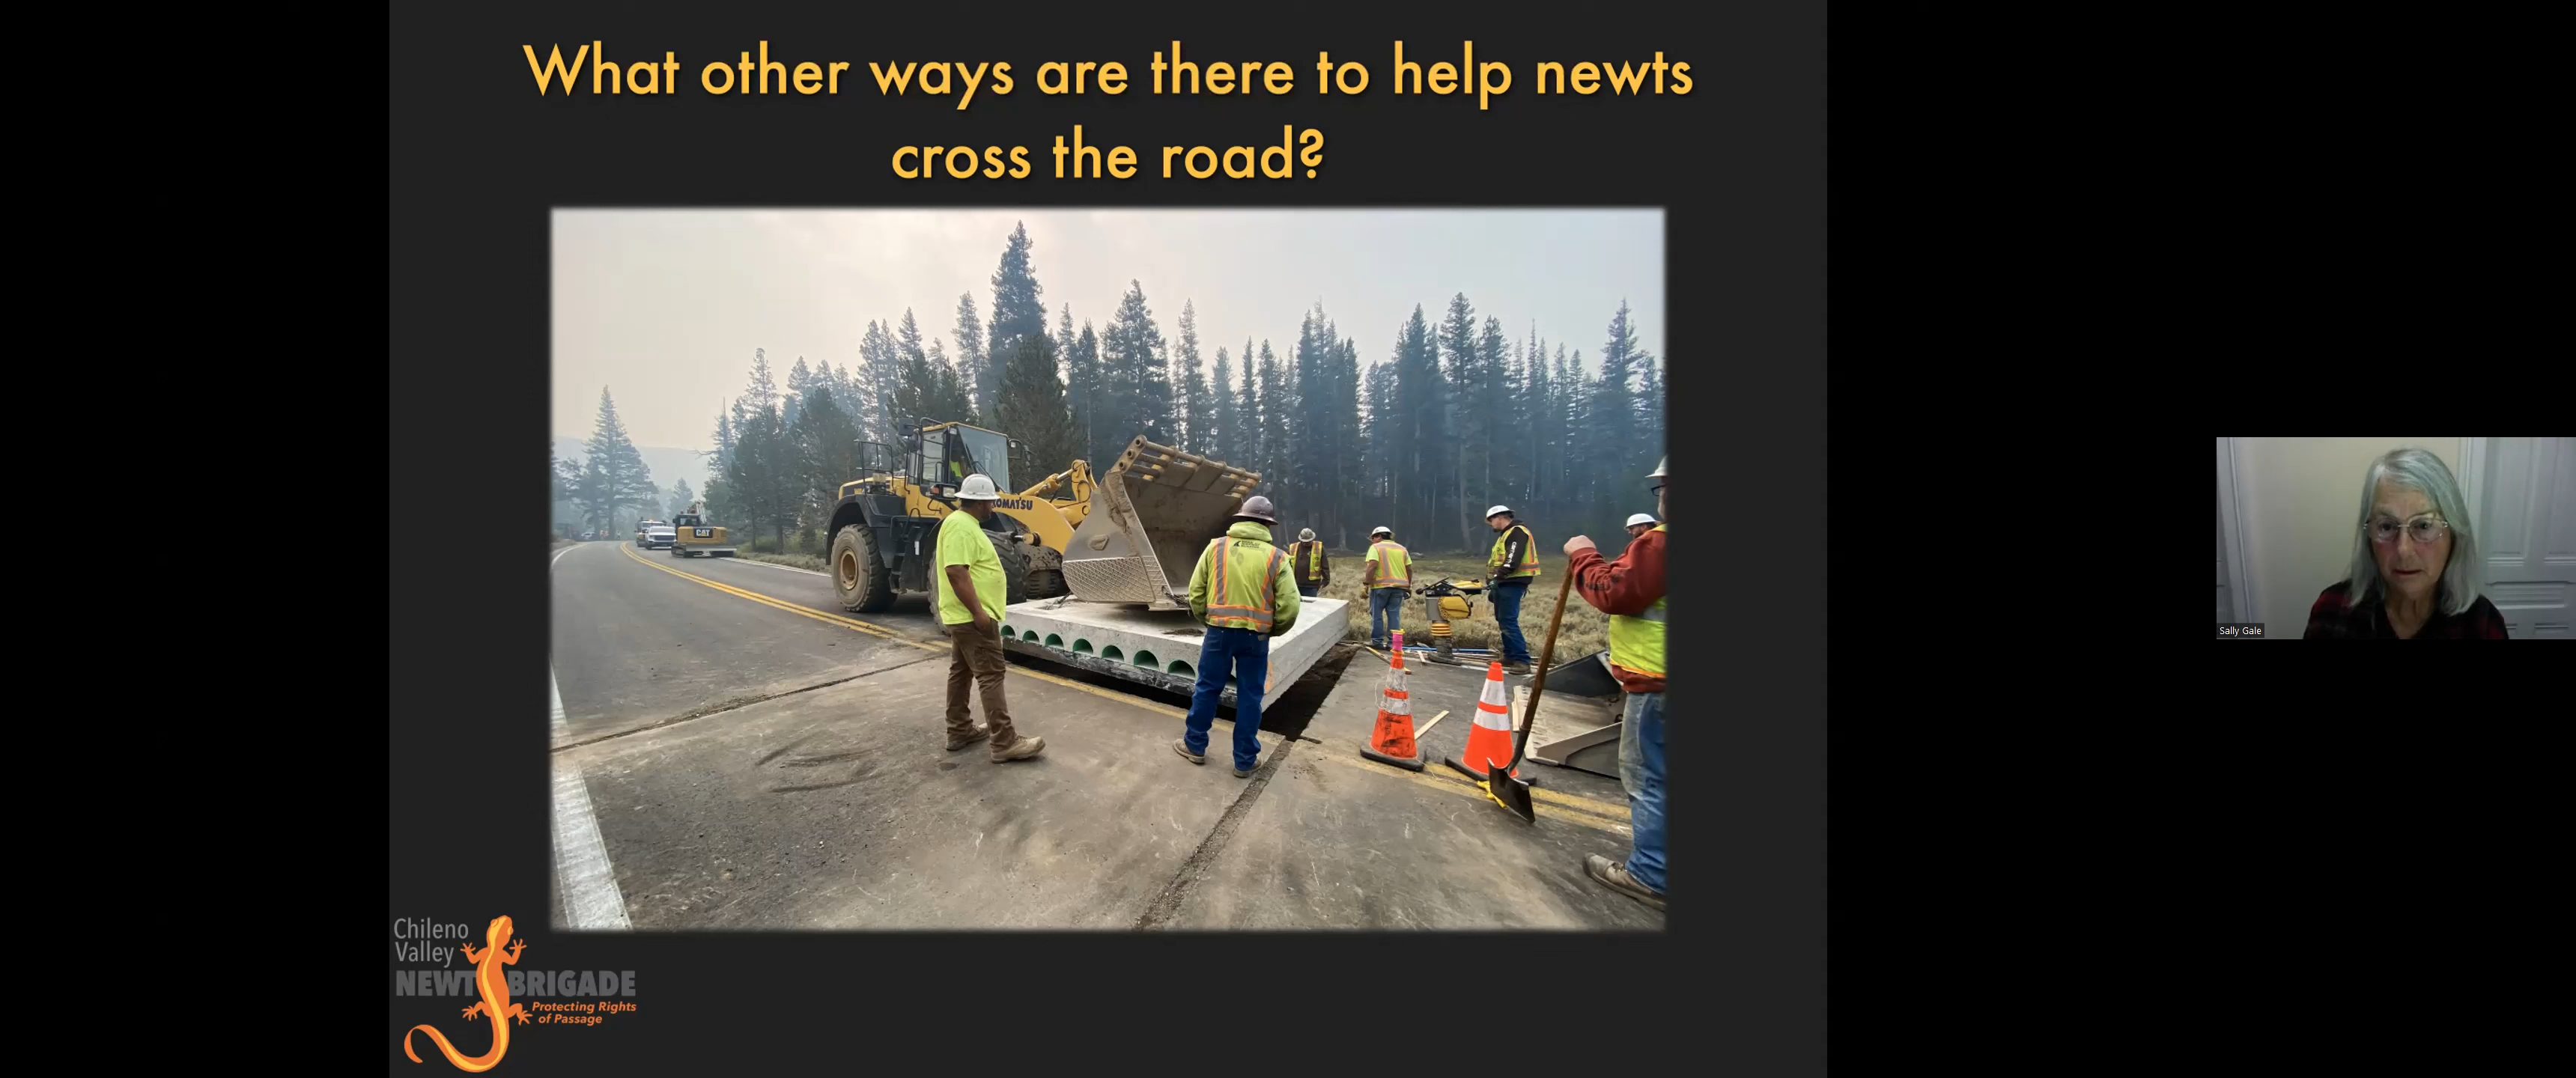 What other ways are there to help newts
cross the road?
KOMATSU
CAT
Sally Gale
Chileno
Valley
NEWT BRIGADE
Protecting Rights
of Passage